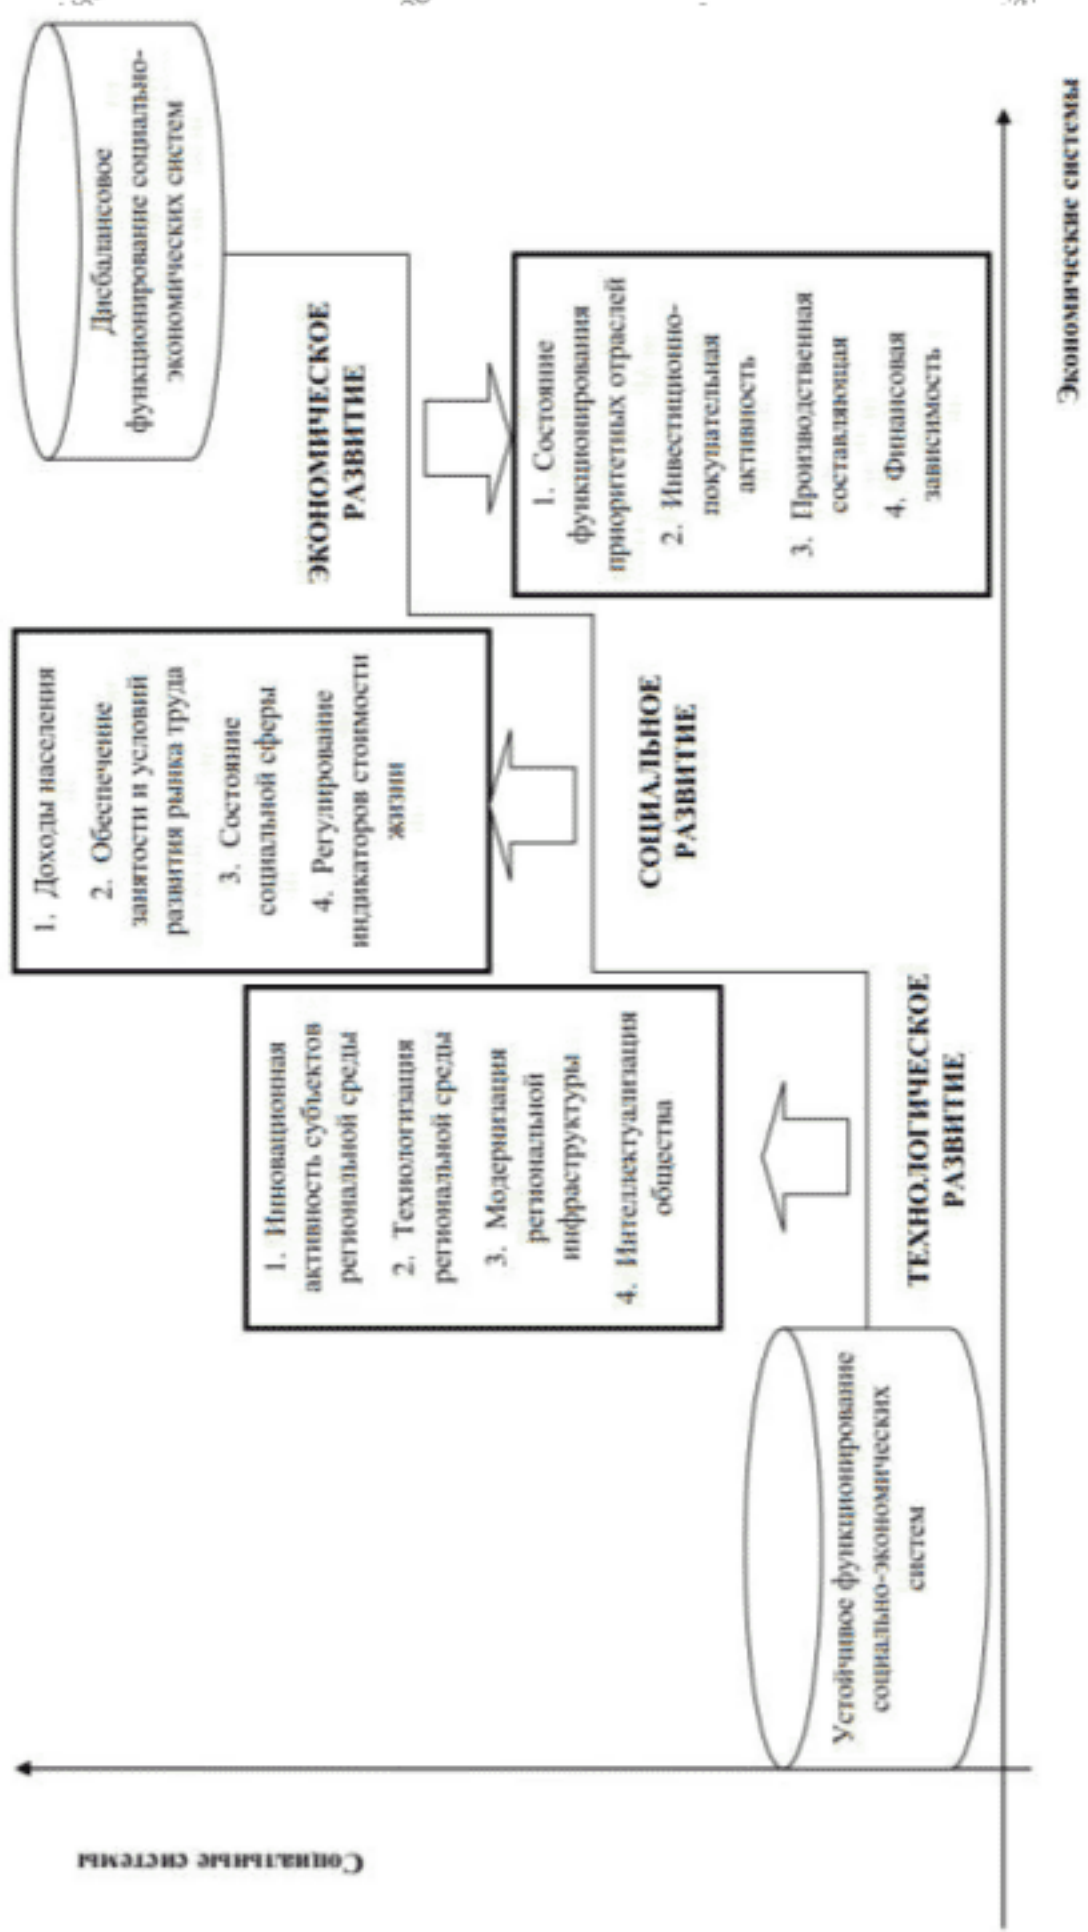 Социальные системы
Дисбалансовое
функционирование социально-
экономических систем
1. Доходы населения
2. Обеспечение
занятости и условий
развития рынка труда
3. Состояние
социальной сферы
4. Регулирование
индикаторов стоимости
жизни
1. Инновационная
активность субъектов
региональной среды
2. Технологизация
региональной среды
3. Модернизация
региональной
инфраструктуры
4. Интеллектуализация
общества
ЭКОНОМИЧЕСКОЕ
РАЗВИТИЕ
1. Состояние
функционирования
приоритетных отраслей
2. Инвестиционно-
покупательная
активность
3. Производственная
составляющая
4. Финансовая
зависимость
СОЦИАЛЬНОЕ
РАЗВИТИЕ
Устойчивое функционирование
социально-экономических
систем
ТЕХНОЛОГИЧЕСКОЕ
РАЗВИТИЕ
Экономические системы